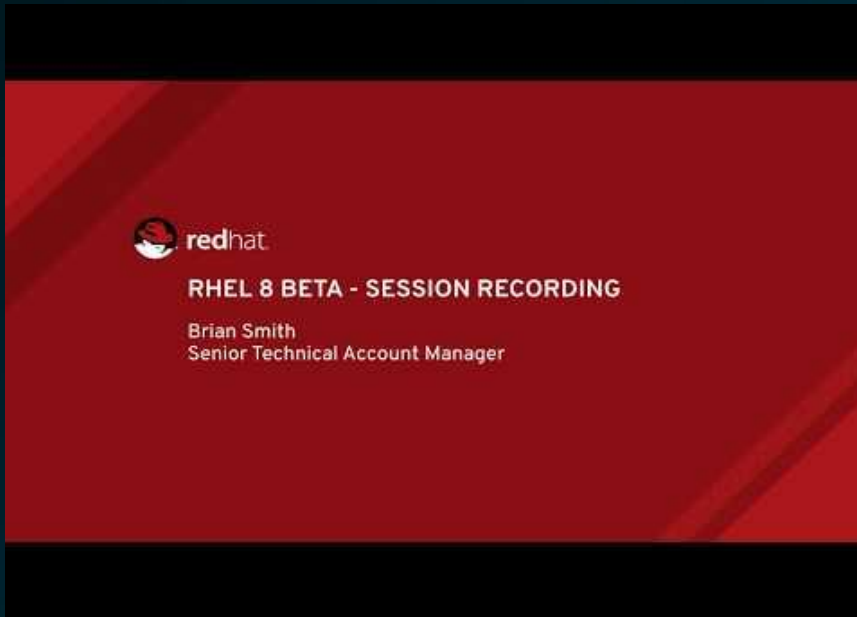 redhat.
RHEL 8 BETA - SESSION RECORDING
Brian Smith
Senior Technical Account Manager